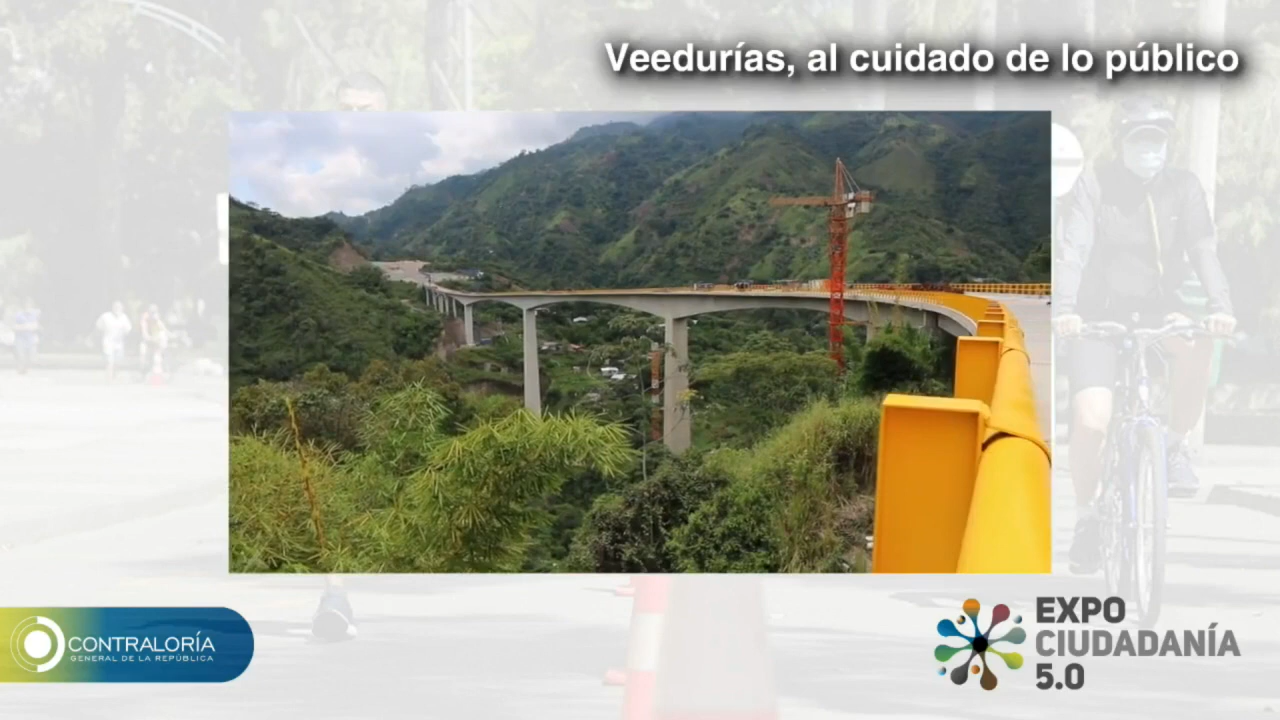 Veedurías, al cuidado de lo público
CONTRALORÍA
GENERAL DE LA REPÚBLICA
EXPO
CIUDADANÍA
5.0